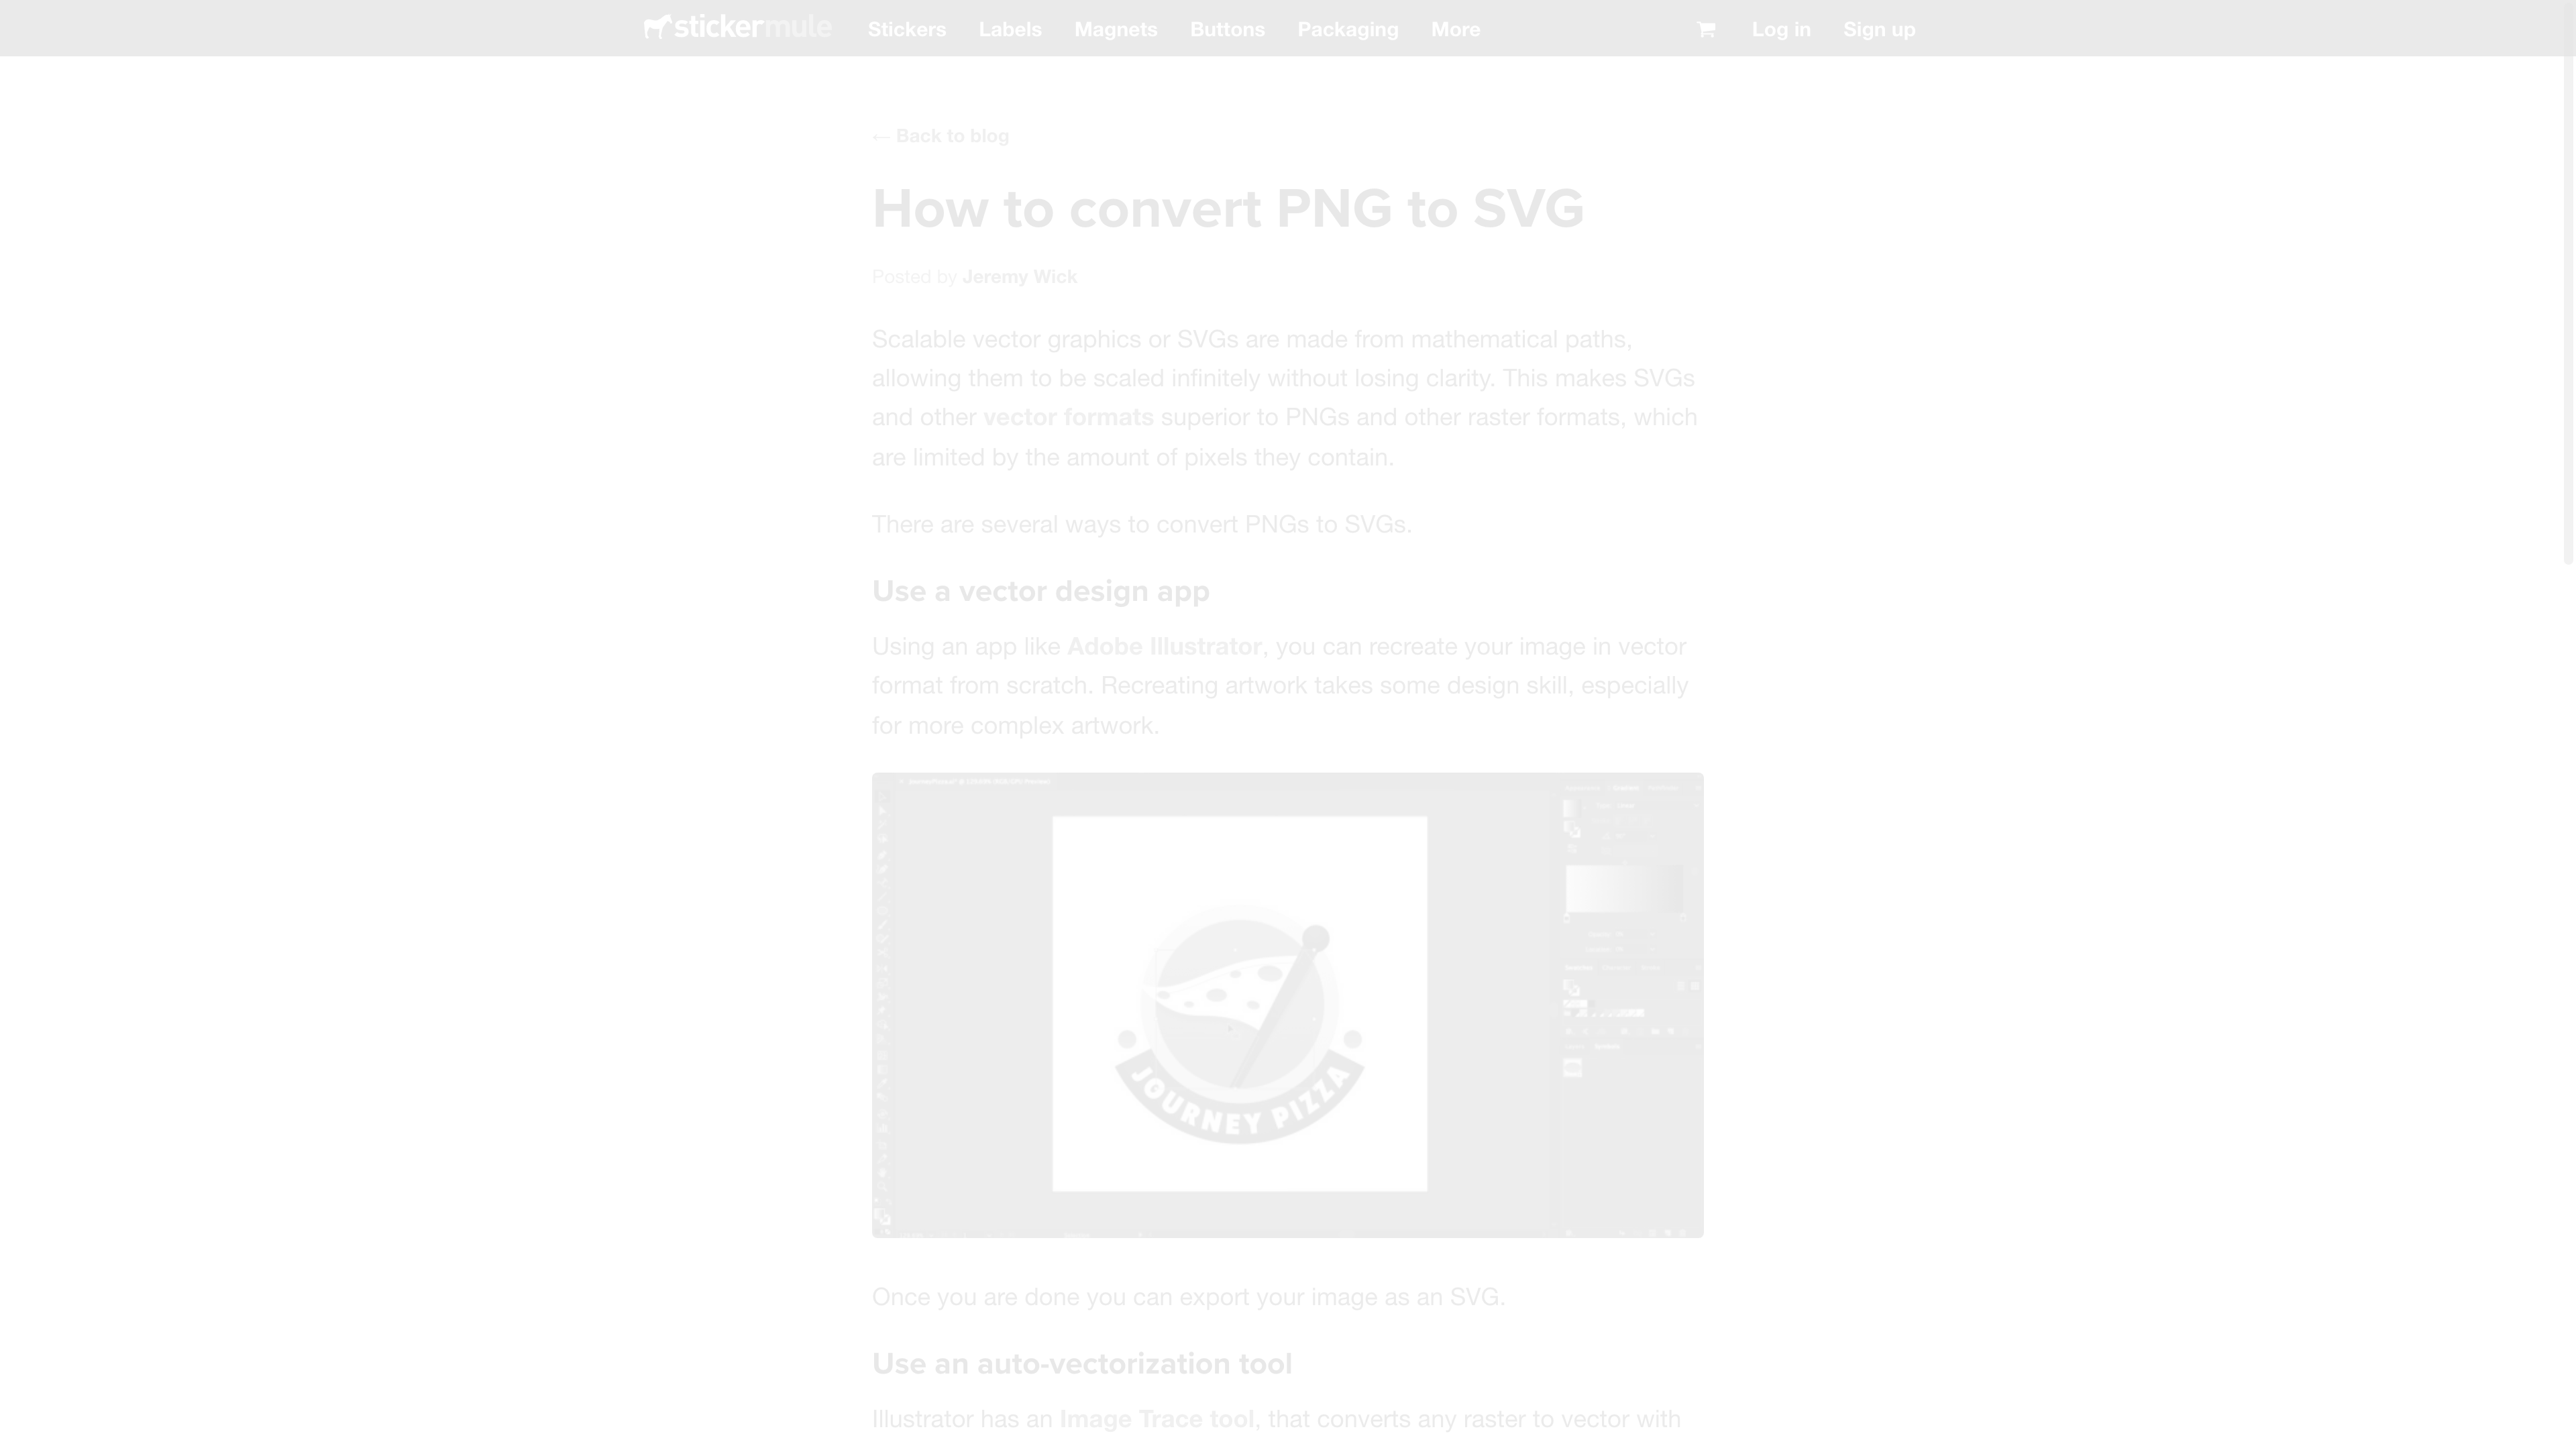 stickermule
Stickers Labels Magnets Buttons Packaging More
Log in Sign up
← Back to blog
How to convert PNG to SVG
Posted by Jeremy Wick
Scalable vector graphics or SVGs are made from mathematical paths,
allowing them to be scaled infinitely without losing clarity. This makes SVGs
and other vector formats superior to PNGs and other raster formats, which
are limited by the amount of pixels they contain.
There are several ways to convert PNGs to SVGs.
Use a vector design app
Using an app like Adobe Illustrator, you can recreate your image in vector
format from scratch. Recreating artwork takes some design skill, especially
for more complex artwork.
JOURNEY PIZZA
Once you are done you can export your image as an SVG.
Use an auto-vectorization tool
Illustrator has an Image Trace tool, that converts any raster to vector with